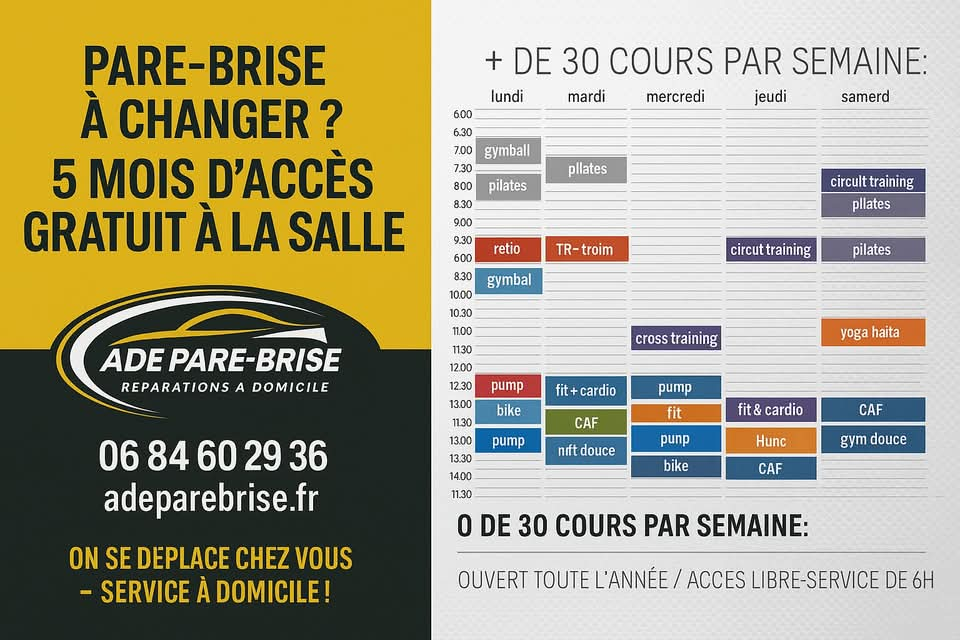 PARE-BRISE
À CHANGER ?
5 MOIS D'ACCÈS
GRATUIT À LA SALLE
ADE PARE-BRISE
REPARATIONS A DOMICILE
06 84 60 29 36
adeparebrise.fr
ON SE DEPLACE CHEZ VOUS
– SERVICE À DOMICILE !
+ DE 30 COURS PAR SEMAINE:
lundi mardi mercredi jeudi samerd
6.00
6.30
7.00 gymball
7.30 pllates
800 pilates circult training
8.30 pllates
9.00
9.30 retio TR-troim circut training pilates
6.00
8.30 gymbal
10.00
10.30
11.00 cross training yoga haita
11.30
12.00
12.30 pump fit+cardio pump
13.00 bike fit fit & cardio CAF
11.30 CAF
13.00 pump punp Hunc gym douce
13.30 nıft douce
14.00 bike CAF
11.30
O DE 30 COURS PAR SEMAINE:
OUVERT TOUTE L'ANNÉE / ACCES LIBRE-SERVICE DE 6H